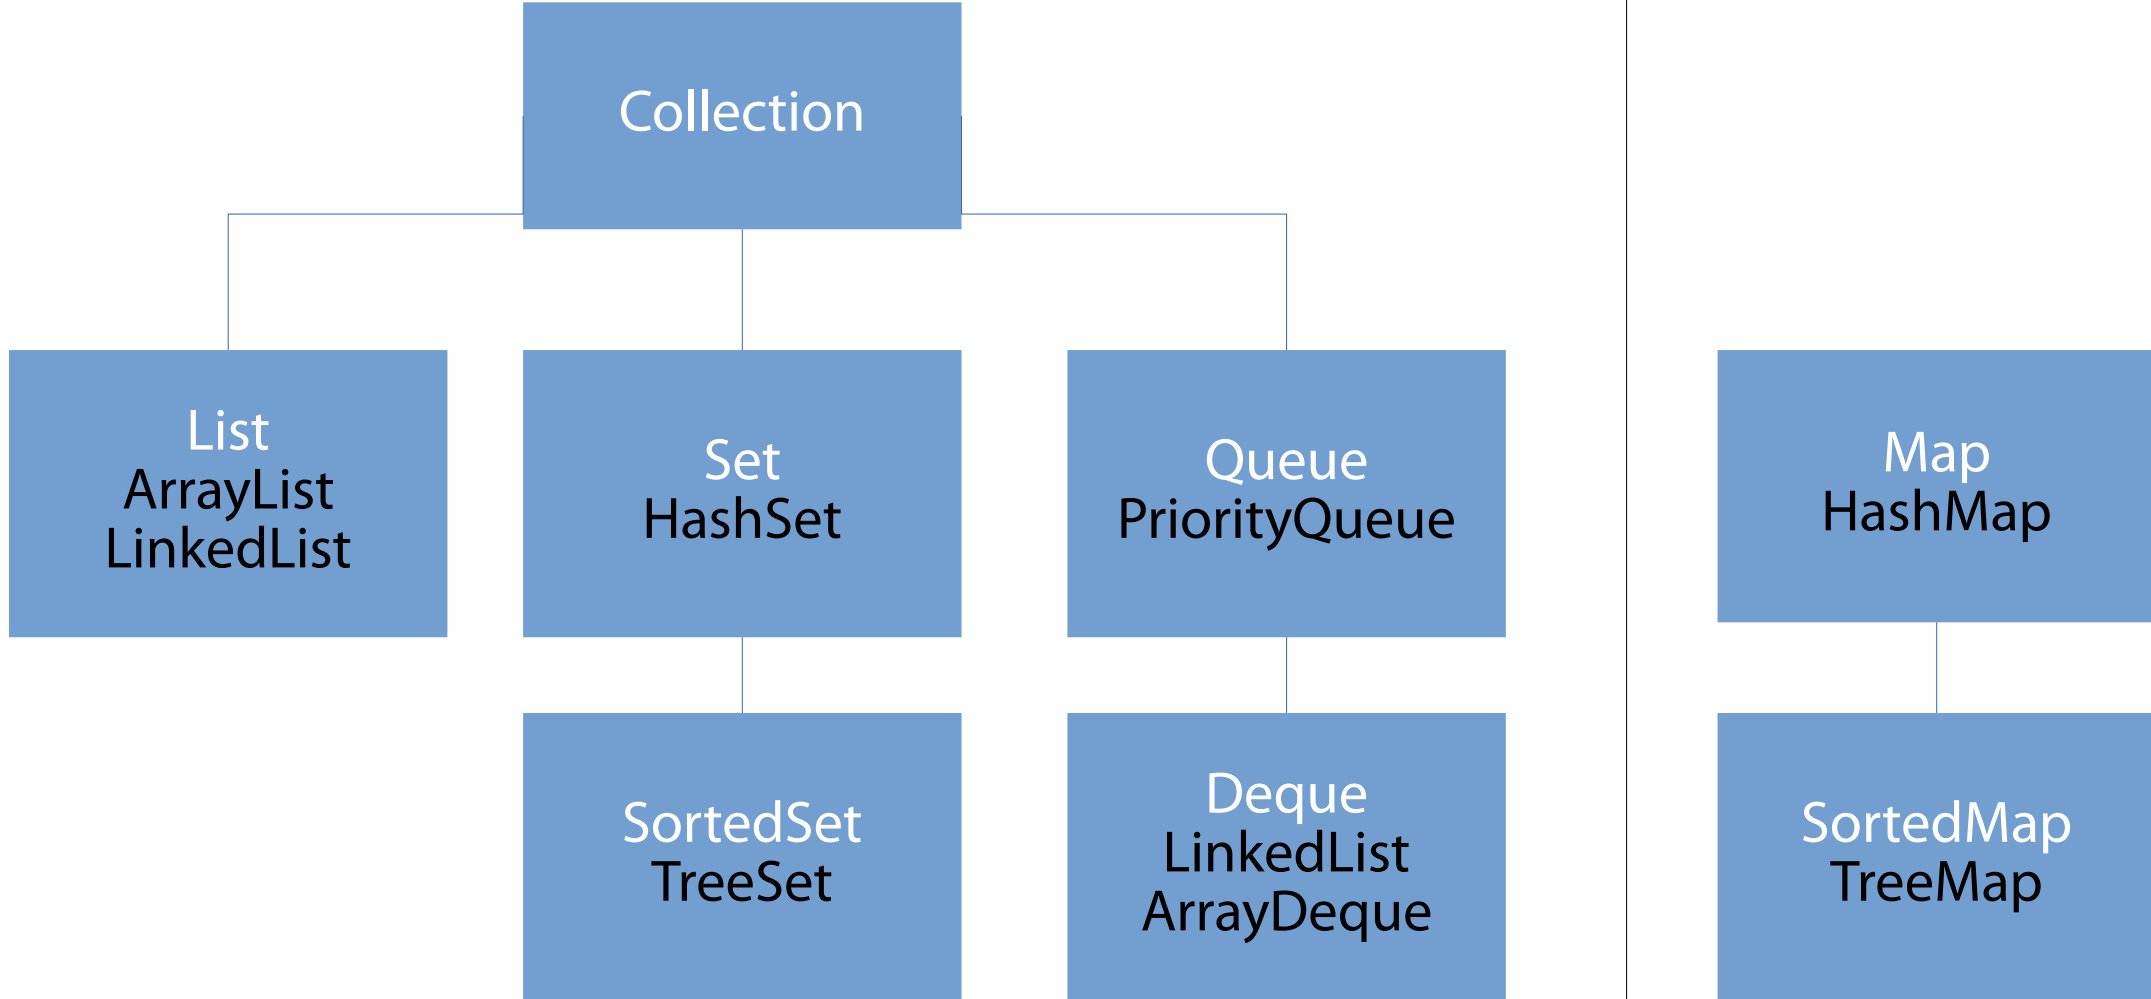 Collection
List
ArrayList
LinkedList
Set
HashSet
Queue
PriorityQueue
Map
HashMap
SortedSet
TreeSet
Deque
LinkedList
ArrayDeque
SortedMap
TreeMap